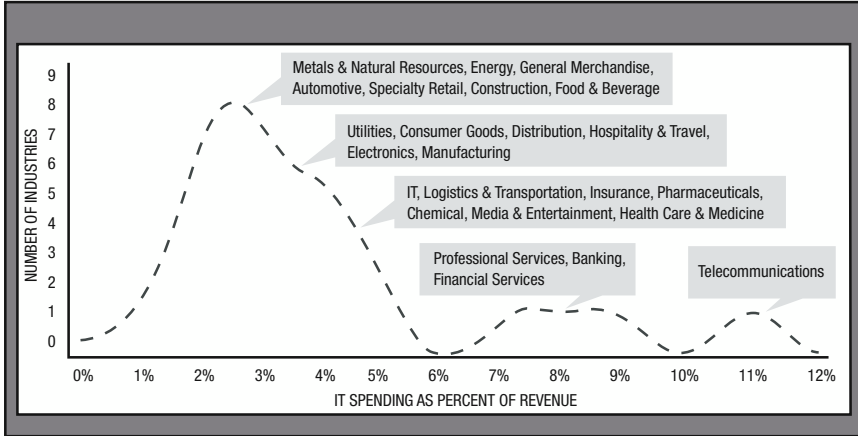 Metals & Natural Resources, Energy, General Merchandise,
Automotive, Specialty Retail, Construction, Food & Beverage
Utilities, Consumer Goods, Distribution, Hospitality & Travel,
Electronics, Manufacturing
IT, Logistics & Transportation, Insurance, Pharmaceuticals,
Chemical, Media & Entertainment, Health Care & Medicine
Professional Services, Banking,
Financial Services
Telecommunications
NUMBER OF INDUSTRIES
9
8
7
6
5
4
3
2
1
0
0% 1% 2% 3% 4% 5% 6% 7% 8% 9% 10% 11% 12%
IT SPENDING AS PERCENT OF REVENUE